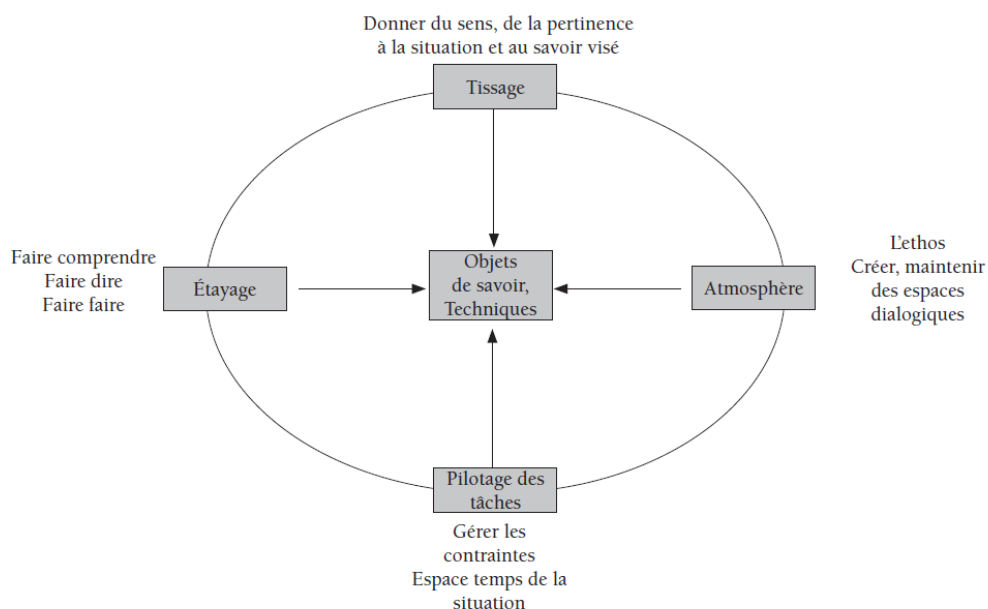 Donner du sens, de la pertinence
à la situation et au savoir visé
Tissage
Faire comprendre
Faire dire
Faire faire
Étayage
Objets
de savoir,
Techniques
Atmosphère
L'ethos
Créer, maintenir
des espaces
dialogiques
Pilotage des
tâches
Gérer les
contraintes
Espace temps de la
situation